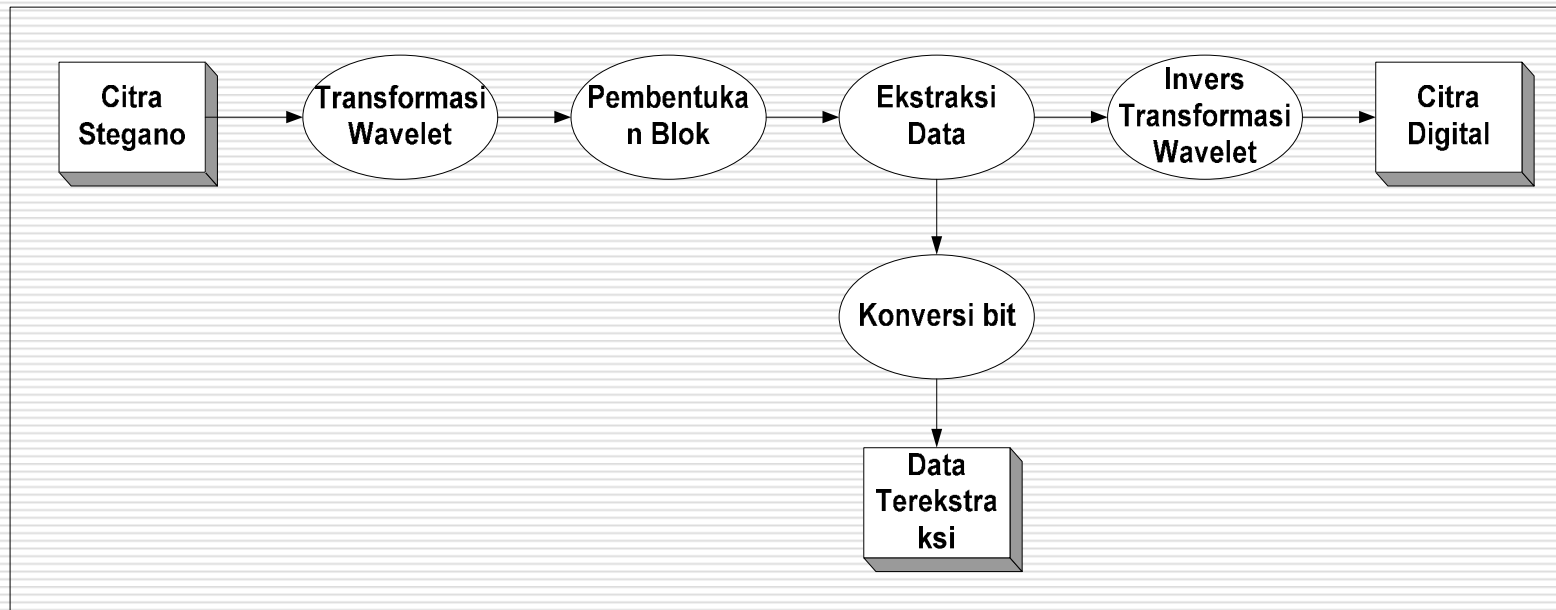 Citra
Stegano
Transformasi
Wavelet
Pembentuka
n Blok
Ekstraksi
Data
Invers
Transformasi
Wavelet
Citra
Digital
Konversi bit
Data
Terekstra
ksi